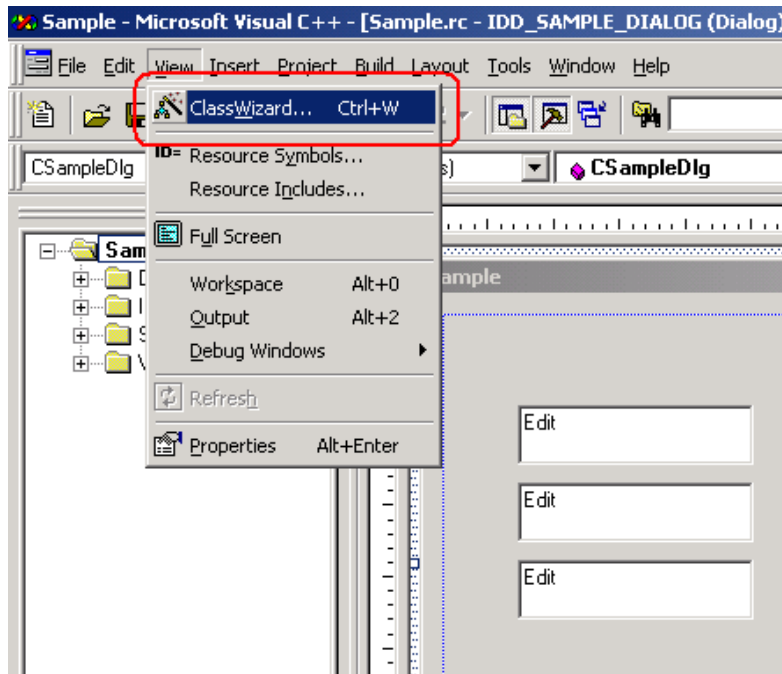 Sample - Microsoft Visual C++ - [Sample.rc - IDD_SAMPLE_DIALOG (Dialog)
File Edit View Insert Project Build Layout Tools Window Help
ClassWizard... Ctrl+W
CSampleDlg s) CSampleDlg
ID= Resource Symbols...
Resource Includes...
Full Screen
Sam
ample
Workspace Alt+0
Output Alt+2
Debug Windows
Refresh
Properties Alt+Enter
Edit
Edit
Edit